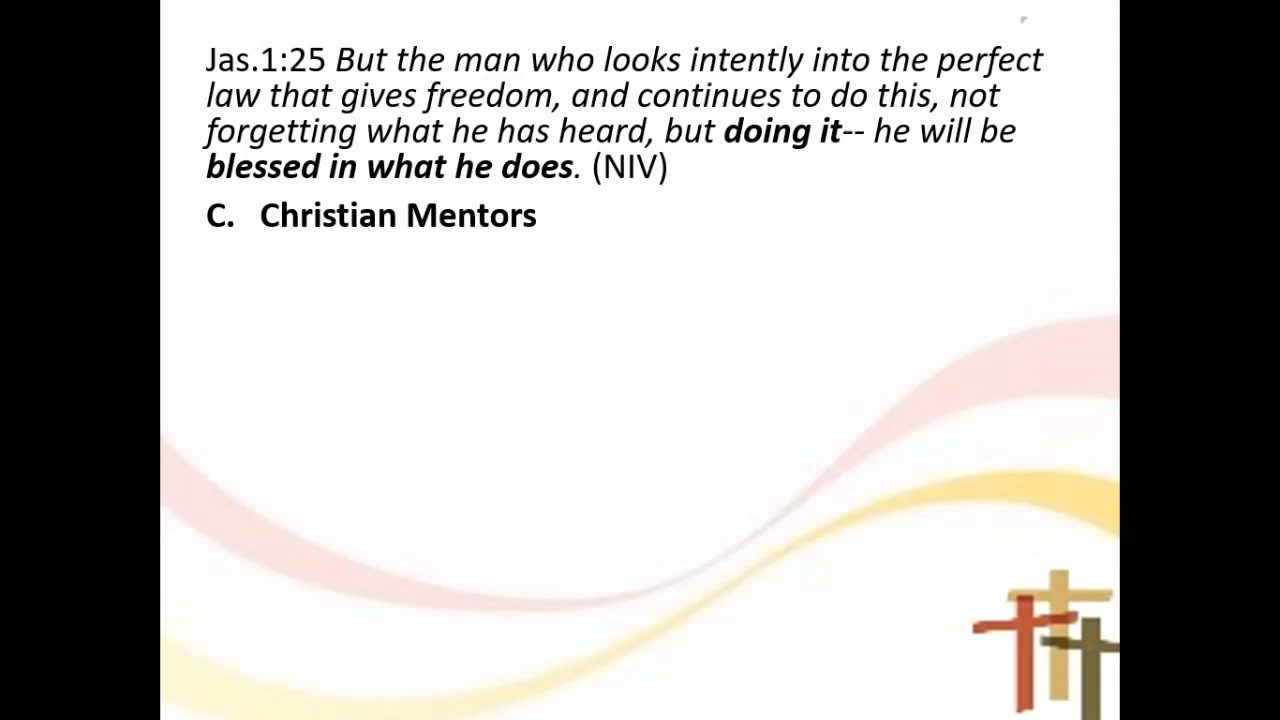 Jas.1:25 But the man who looks intently into the perfect
law that gives freedom, and continues to do this, not
forgetting what he has heard, but doing it-- he will be
blessed in what he does. (NIV)
C. Christian Mentors